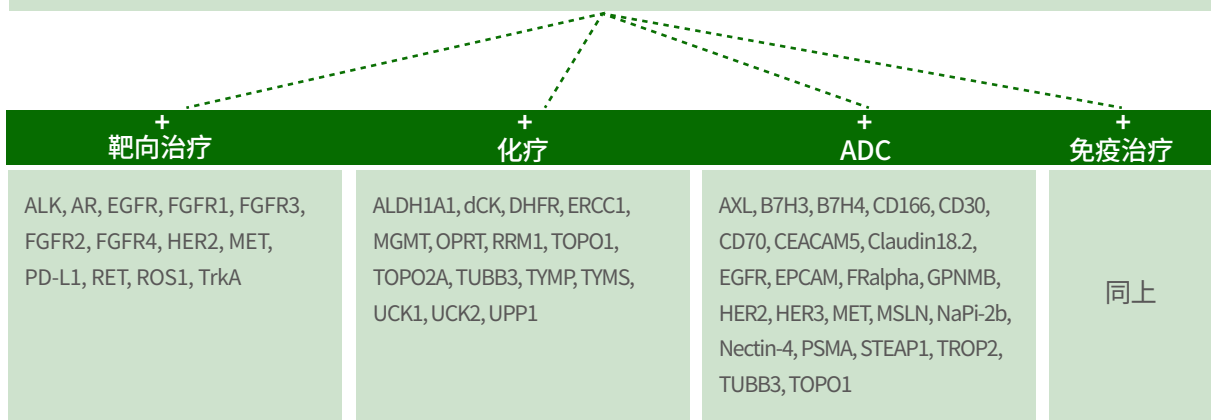 +
靶向治疗
+
化疗
+
ADC
+
免疫治疗
ALK, AR, EGFR, FGFR1, FGFR3,
FGFR2, FGFR4, HER2, MET,
PD-L1, RET, ROS1, TrkA
ALDH1A1, dCK, DHFR, ERCC1,
MGMT, OPRT, RRM1, TOPO1,
TOPO2A, TUBB3, TYMP, TYMS,
UCK1, UCK2, UPP1
AXL, B7H3, B7H4, CD166, CD30,
CD70, CEACAM5, Claudin18.2,
EGFR, EPCAM, FRalpha, GPNMB,
HER2, HER3, MET, MSLN, NaPi-2b,
Nectin-4, PSMA, STEAP1, TROP2,
TUBB3, TOPO1
同上